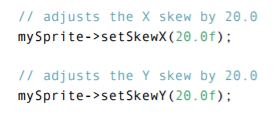 // adjusts the X skew by 20.0
mySprite->setSkewX(20.0f);
// adjusts the Y skew by 20.0
mySprite->setSkewY(20.0f);